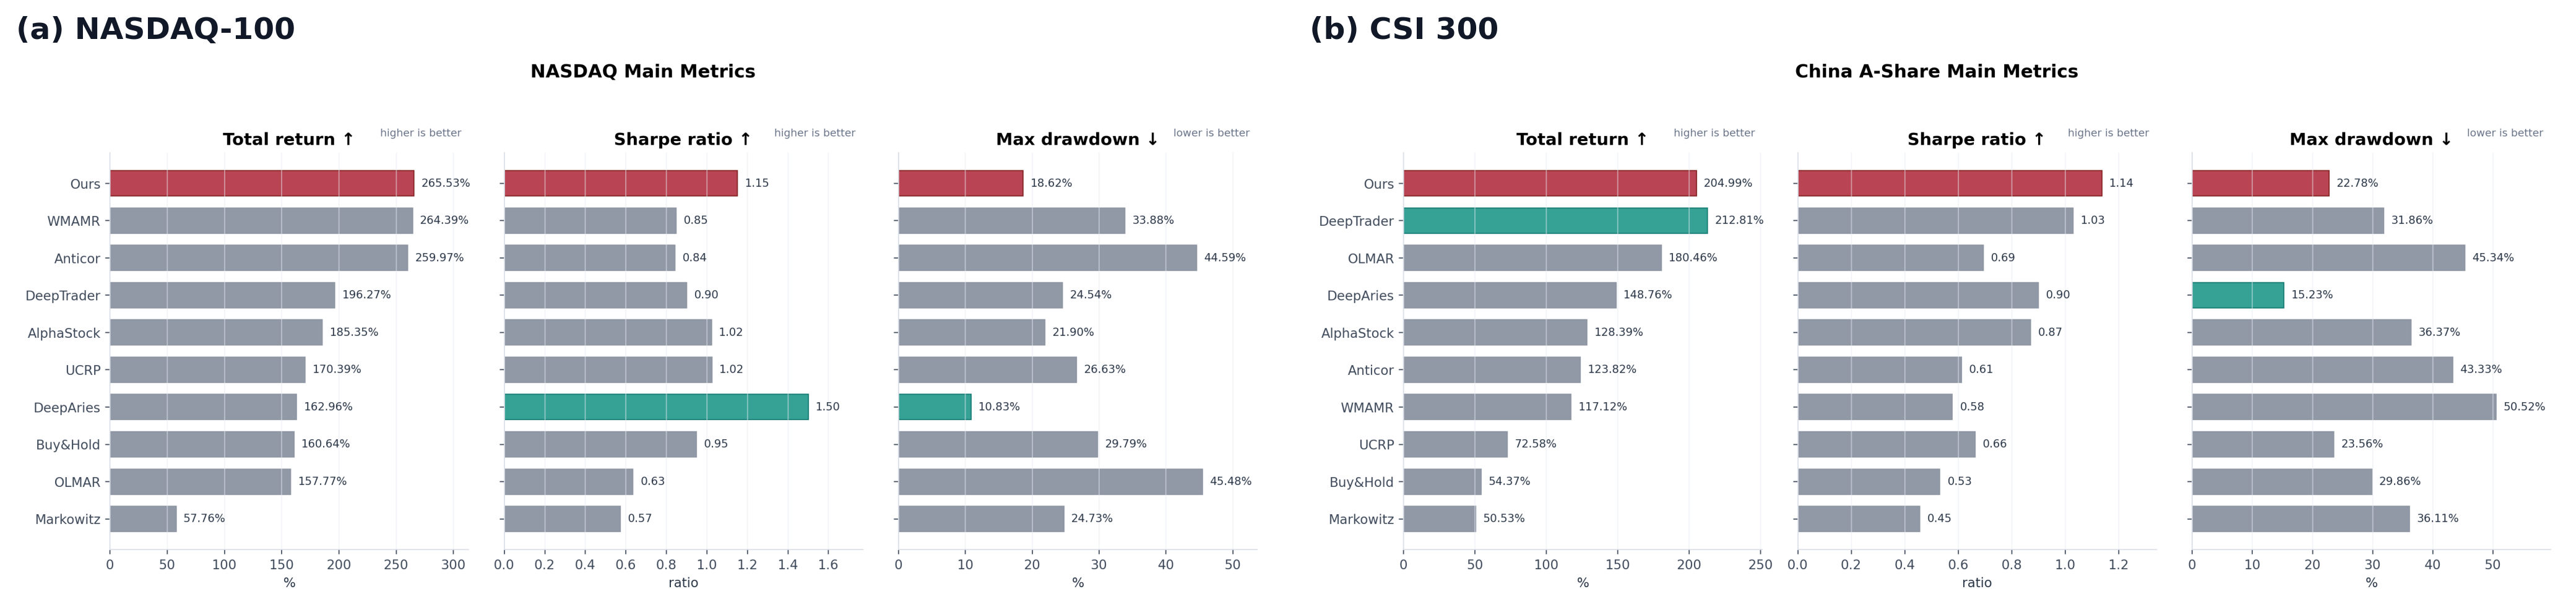 (a) NASDAQ-100
NASDAQ Main Metrics
Total return ↑ higher is better
Ours 265.53%
WMAMR 264.39%
Anticor 259.97%
DeepTrader 196.27%
AlphaStock 185.35%
UCRP 170.39%
DeepAries 162.96%
Buy&Hold 160.64%
OLMAR 157.77%
Markowitz 57.76%
0 50 100 150 200 250 300
%
Sharpe ratio ↑ higher is better
1.15
0.85
0.84
0.90
1.02
1.02
1.50
0.95
0.63
0.57
0.0 0.2 0.4 0.6 0.8 1.0 1.2 1.4 1.6
ratio
Max drawdown ↓ lower is better
18.62%
33.88%
44.59%
24.54%
21.90%
26.63%
10.83%
29.79%
45.48%
24.73%
0 10 20 30 40 50
%
(b) CSI 300
China A-Share Main Metrics
Total return ↑ higher is better
Ours 204.99%
DeepTrader 212.81%
OLMAR 180.46%
DeepAries 148.76%
AlphaStock 128.39%
Anticor 123.82%
WMAMR 117.12%
UCRP 72.58%
Buy&Hold 54.37%
Markowitz 50.53%
0 50 100 150 200 250
%
Sharpe ratio ↑ higher is better
1.14
1.03
0.69
0.90
0.87
0.61
0.58
0.66
0.53
0.45
0.0 0.2 0.4 0.6 0.8 1.0 1.2
ratio
Max drawdown ↓ lower is better
22.78%
31.86%
45.34%
15.23%
36.37%
43.33%
50.52%
23.56%
29.86%
36.11%
0 10 20 30 40 50
%